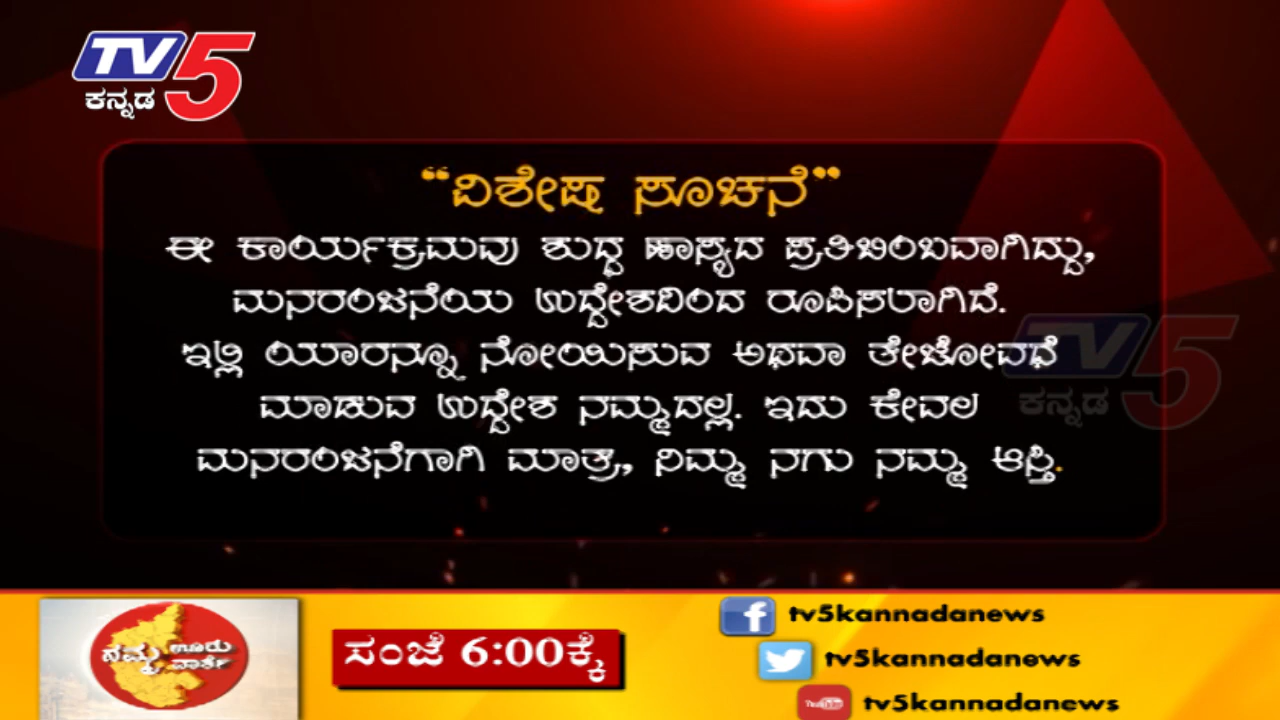 TV5
ಕನ್ನಡ
“ವಿಶೇಷ ಸೂಚನೆ”
ಈ ಕಾರ್ಯಕ್ರಮವು ಶುದ್ಧ ಹಾಸ್ಯದ ಪ್ರತಿಬಿಂಬವಾಗಿದ್ದು,
ಮನರಂಜನೆಯ ಉದ್ದೇಶದಿಂದ ರೂಪಿಸಲಾಗಿದೆ.
ಇಲ್ಲಿ ಯಾರನ್ನೂ ನೋಯಿಸುವ ಅಥವಾ ತೇಜೋವಧೆ
ಮಾಡುವ ಉದ್ದೇಶ ನಮ್ಮದಲ್ಲ. ಇದು ಕೇವಲ
ಮನರಂಜನೆಗಾಗಿ ಮಾತ್ರ, ನಿಮ್ಮ ನಗು ನಮ್ಮ ಆಸ್ತಿ.
TV5
ಕನ್ನಡ
ನಮ್ಮ ಊರು ವಾರ್ತೆ
ಸಂಜೆ 6:00ಕ್ಕೆ
tv5kannadanews
tv5kannadanews
YouTube tv5kannadanews